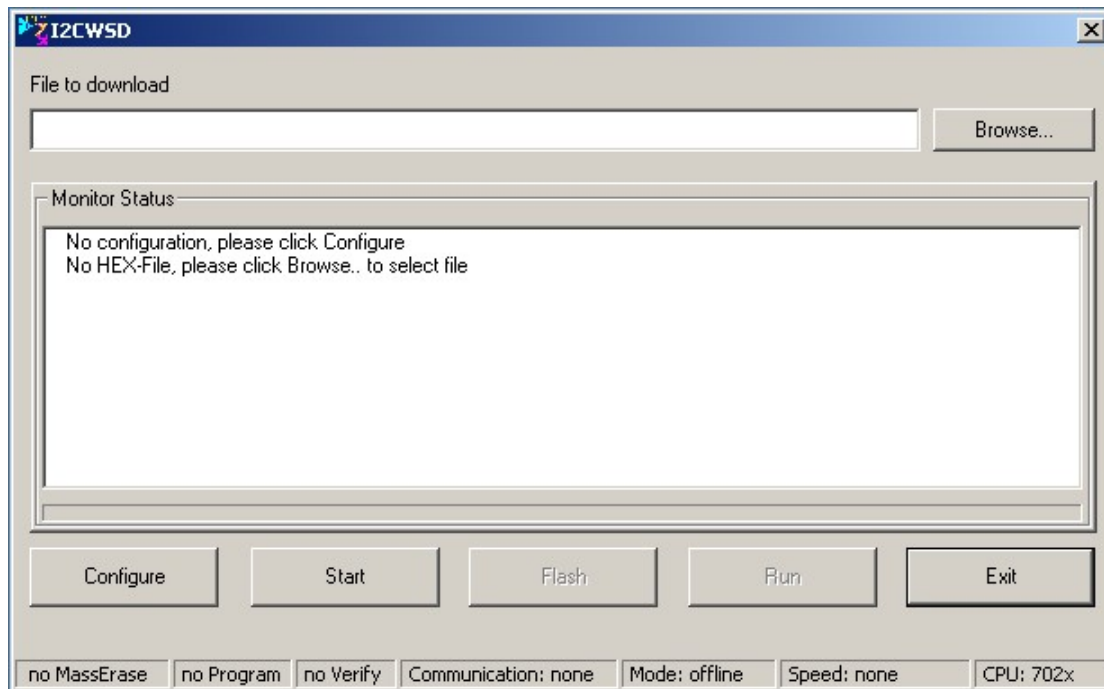 I2CWSD
File to download
Browse...
Monitor Status
No configuration, please click Configure
No HEX-File, please click Browse.. to select file
Configure Start Flash Run Exit
no MassErase no Program no Verify Communication: none Mode: offline Speed: none CPU: 702x